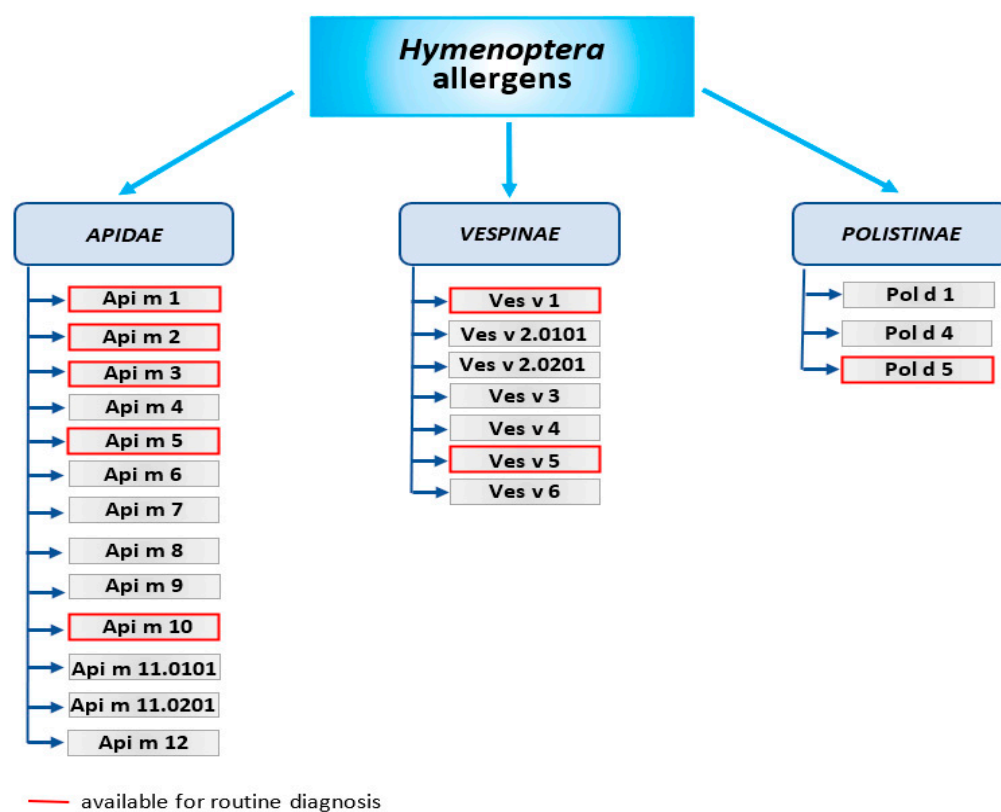 Hymenoptera
allergens
APIDAE
Api m 1
Api m 2
Api m 3
Api m 4
Api m 5
Api m 6
Api m 7
Api m 8
Api m 9
Api m 10
Api m 11.0101
Api m 11.0201
Api m 12
VESPINAE
Ves v 1
Ves v 2.0101
Ves v 2.0201
Ves v 3
Ves v 4
Ves v 5
Ves v 6
POLISTINAE
Pol d 1
Pol d 4
Pol d 5
available for routine diagnosis